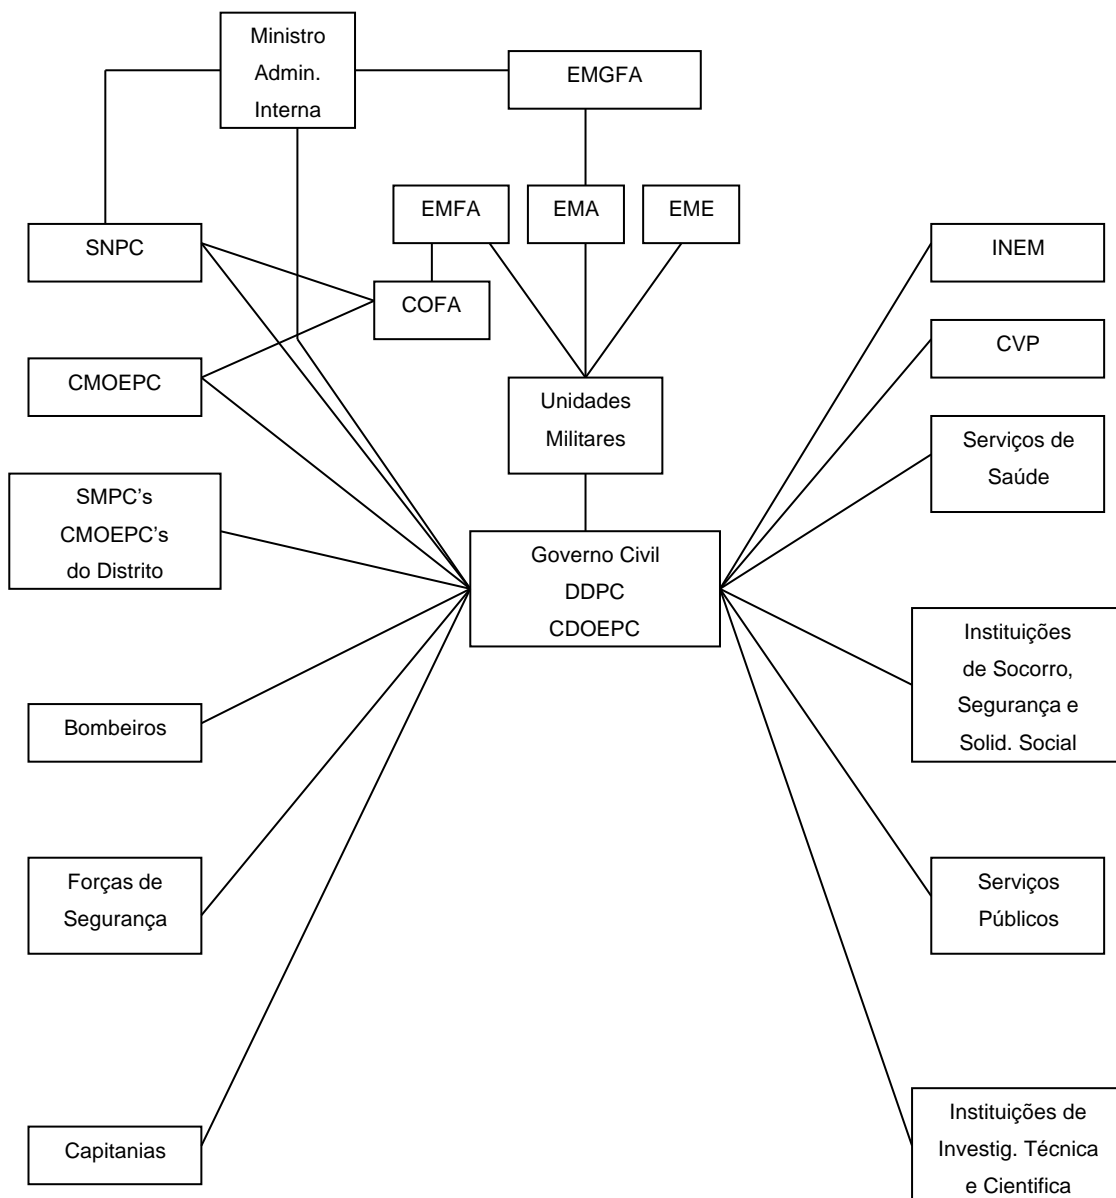 Ministro
Admin.
Interna
EMGFA
EMFA
EMA
EME
SNPC
INEM
COFA
CVP
CMOEPC
Unidades
Militares
Serviços de
Saúde
SMPC’s
CMOEPC’s
do Distrito
Governo Civil
DDPC
CDOEPC
Instituições
de Socorro,
Segurança e
Solid. Social
Bombeiros
Forças de
Segurança
Serviços
Públicos
Capitanias
Instituições de
Investig. Técnica
e Cientifica